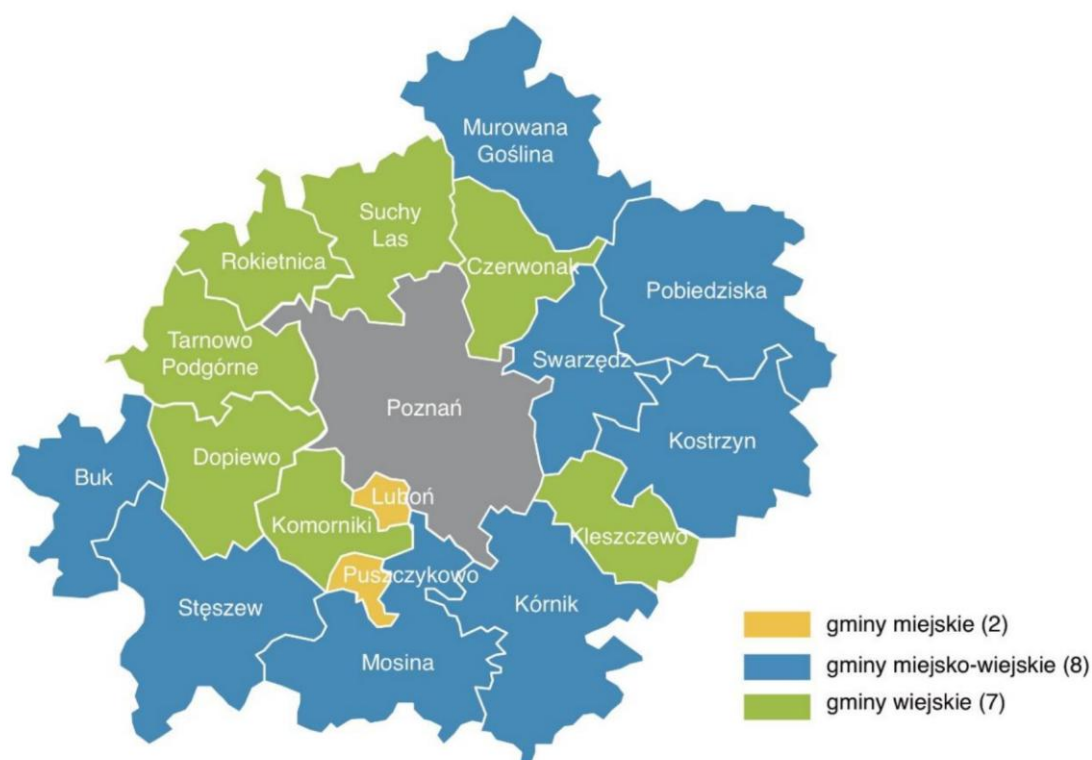 Murowana
Goślina
Suchy
Las
Rokietnica
Czerwonak
Pobiedziska
Tarnowo
Podgórne
Swarzędz
Poznań
Kostrzyn
Buk
Dopiewo
Luboń
Komorniki
Kleszczewo
Puszczykowo
Stęszew
Kórnik
Mosina
gminy miejskie (2)
gminy miejsko-wiejskie (8)
gminy wiejskie (7)